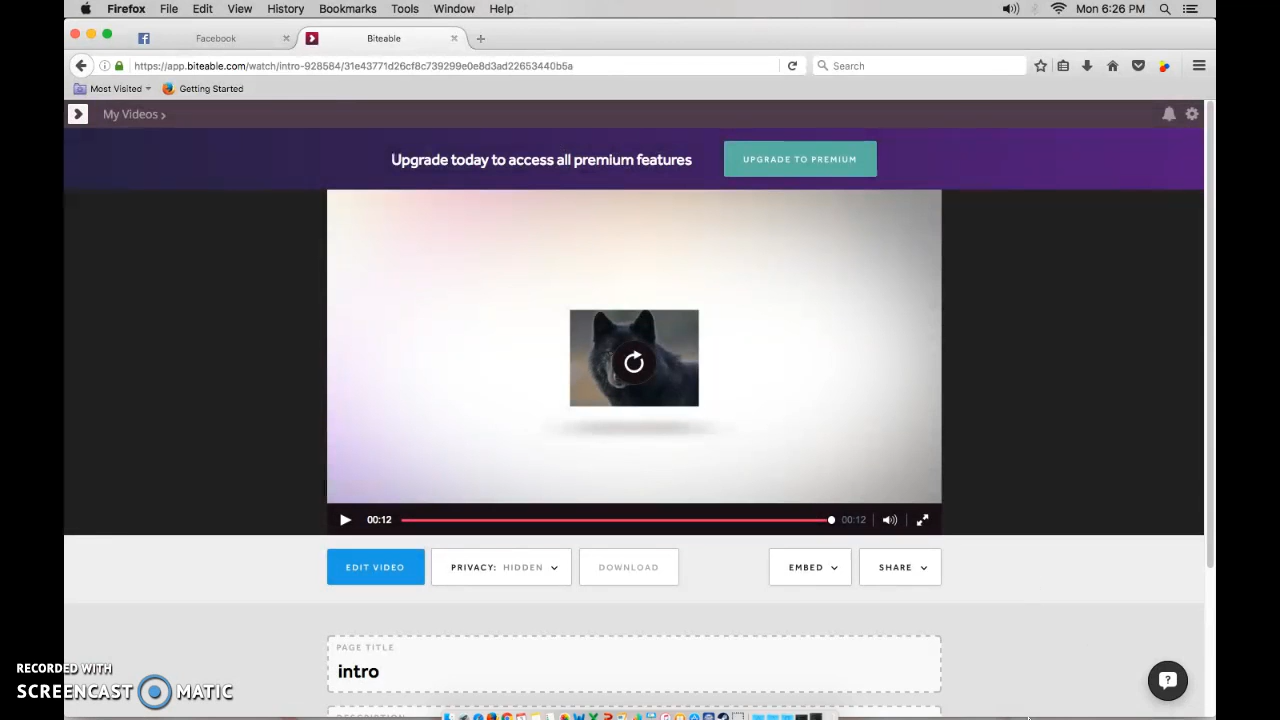 Firefox File Edit View History Bookmarks Tools Window Help Mon 6:26 PM
Facebook Biteable
https://app.biteable.com/watch/intro-928584/31e43771d26cf8c739299e0e8d3ad22653440b5a Search
Most Visited Getting Started
My Videos
Upgrade today to access all premium features UPGRADE TO PREMIUM
00:12 00:12
EDIT VIDEO PRIVACY: HIDDEN DOWNLOAD EMBED SHARE
PAGE TITLE
intro
RECORDED WITH
SCREENCAST MATIC